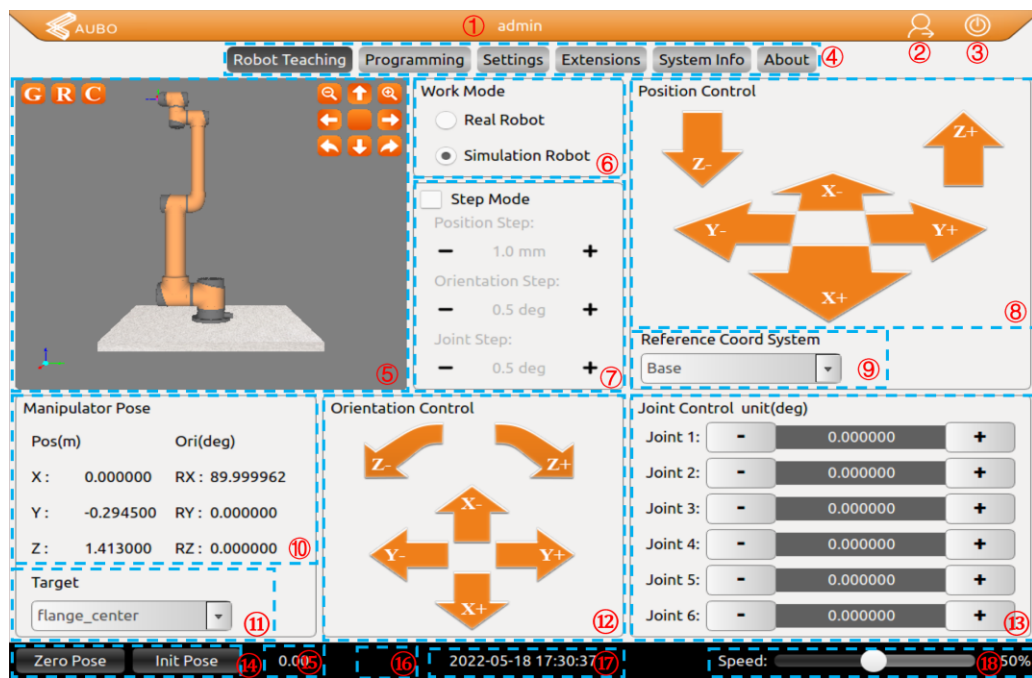 AUBO
① admin
② ③
Robot Teaching Programming Settings Extensions System Info About ④
G R C
⑤
Work Mode
Real Robot
Simulation Robot
⑥
Step Mode
Position Step:
- 1.0 mm +
Orientation Step:
- 0.5 deg +
Joint Step:
- 0.5 deg +
⑦
Position Control
Z- Z+
X-
Y- Y+
X+
⑧
Reference Coord System
Base
⑨
Manipulator Pose
Pos(m) Ori(deg)
X: 0.000000 RX: 89.999962
Y: -0.294500 RY: 0.000000
Z: 1.413000 RZ: 0.000000 ⑩
Target
flange_center
⑪
Orientation Control
Z- Z+
X-
Y- Y+
X+
⑫
Joint Control unit(deg)
Joint 1: - 0.000000 +
Joint 2: - 0.000000 +
Joint 3: - 0.000000 +
Joint 4: - 0.000000 +
Joint 5: - 0.000000 +
Joint 6: - 0.000000 +
⑬
Zero Pose Init Pose ⑭ 0.00 ⑮ ⑯ 2022-05-18 17:30:37 ⑰ Speed: ⑱ 50%